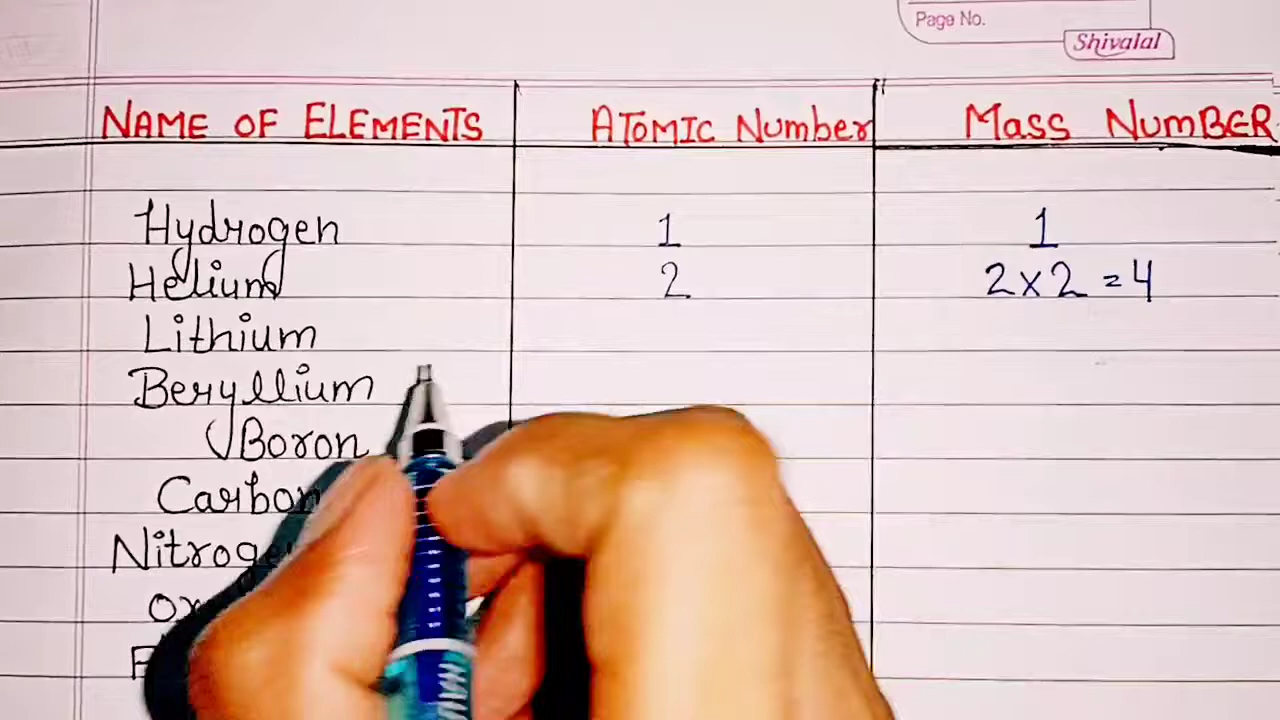 Page No.
Shivalal
NAME OF ELEMENTS ATOMIC Number MASS NUMBER
Hydrogen 1 1
Helium 2 2x2 = 4
Lithium
Beryllium
Boron
Carbon